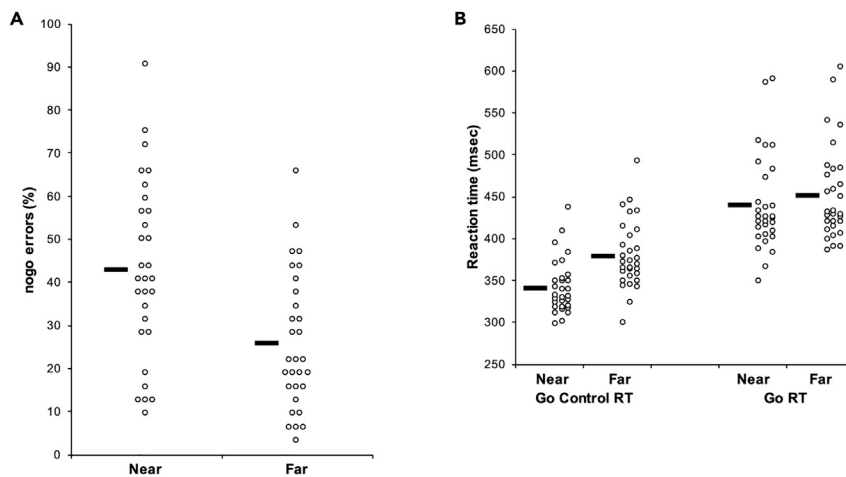 A
nogo errors (%)
100
90
80
70
60
50
40
30
20
10
0
Near Far
B
Reaction time (msec)
650
600
550
500
450
400
350
300
250
Near Far Near Far
Go Control RT Go RT